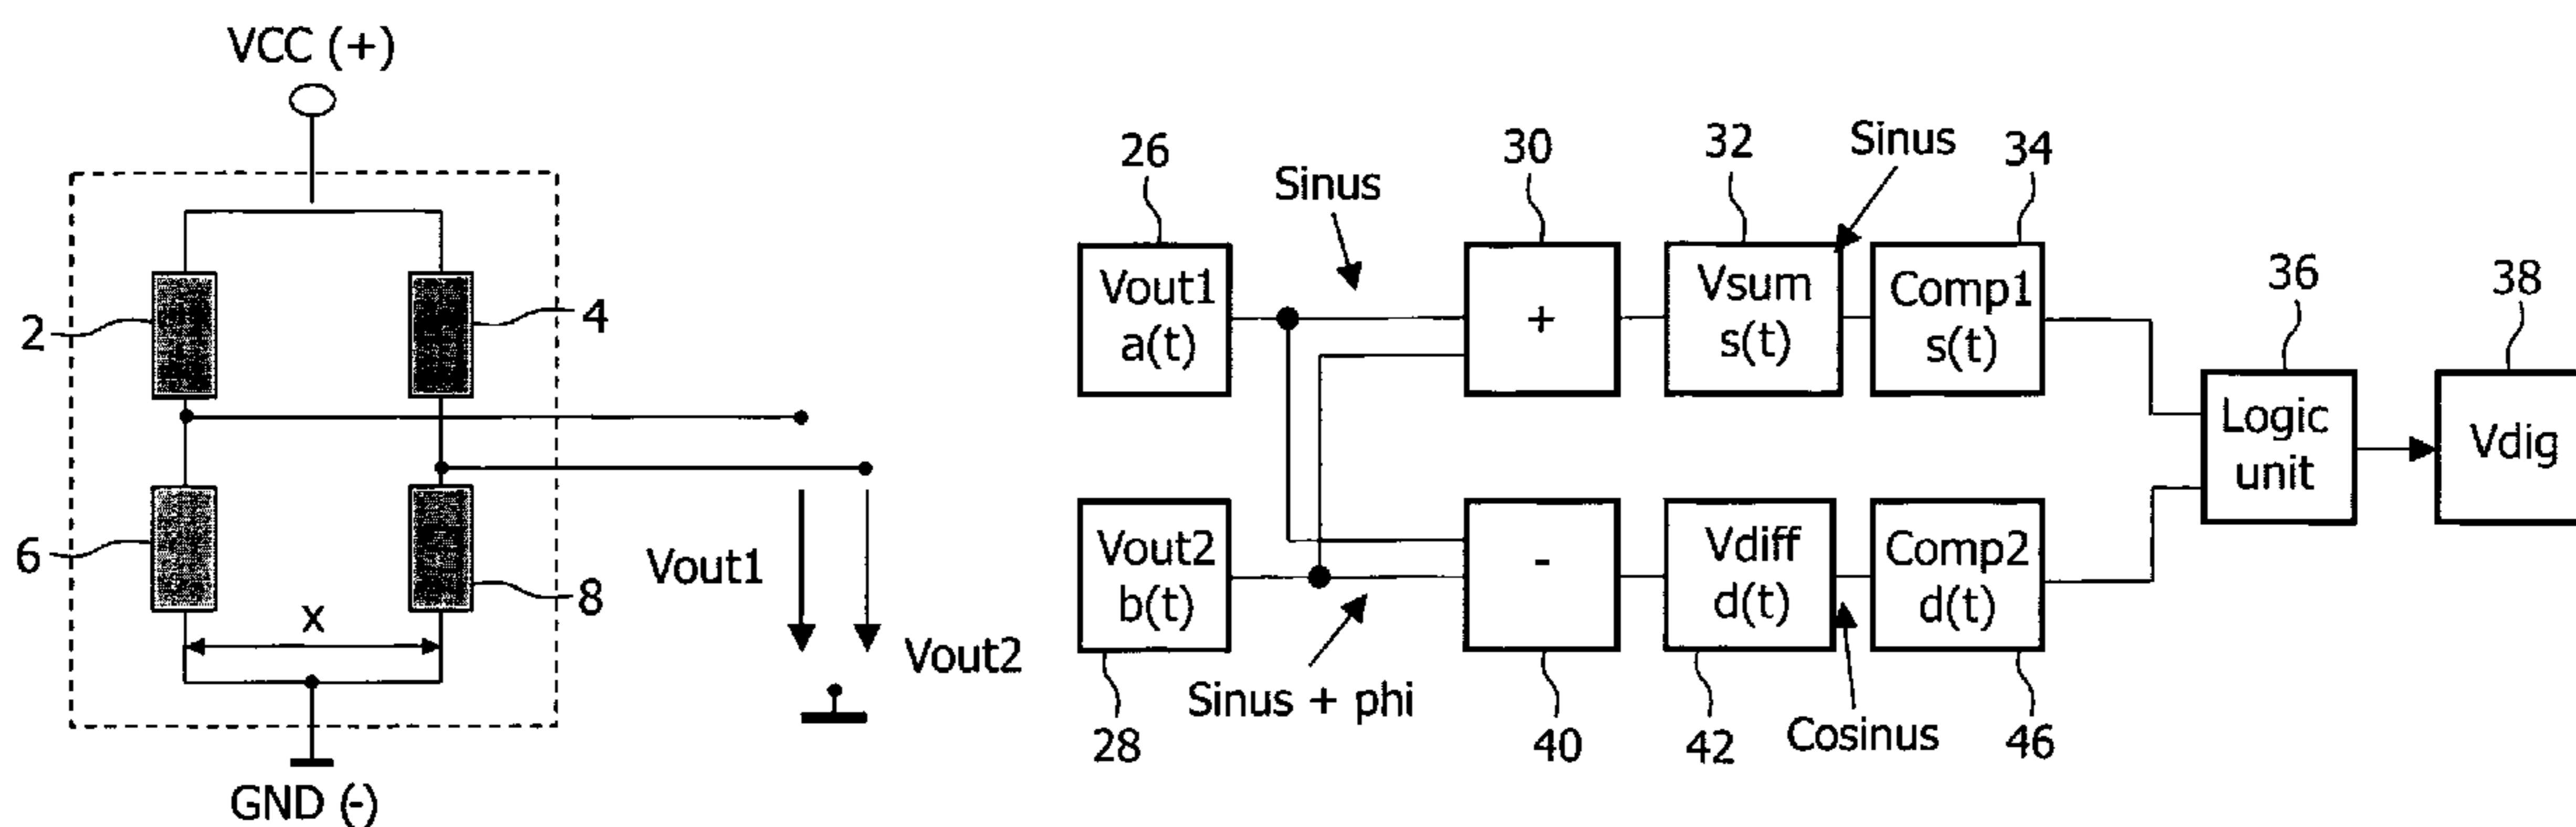 VCC (+)
2
4
6
8
X
Vout1
Vout2
GND (-)
26
Sinus
30
32
Sinus
34
36
38
Vout1
a(t)
+
Vsum
s(t)
Comp1
s(t)
Logic
unit
Vdig
Vout2
b(t)
-
Vdiff
d(t)
Comp2
d(t)
28
Sinus + phi
40
42
Cosinus
46